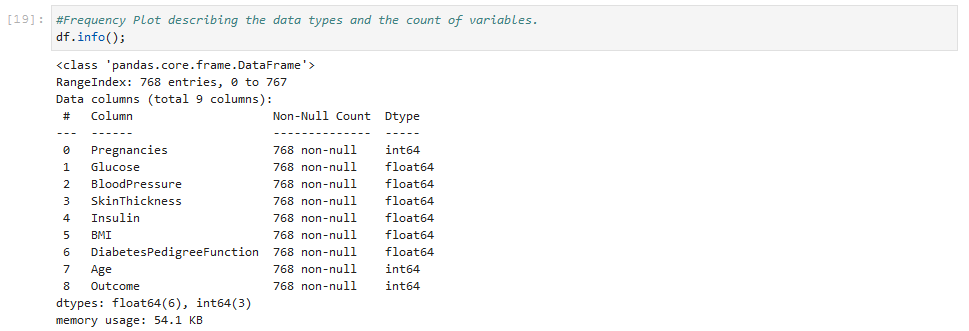 [19]: #Frequency Plot describing the data types and the count of variables.
df.info();
<class 'pandas.core.frame.DataFrame'>
RangeIndex: 768 entries, 0 to 767
Data columns (total 9 columns):
 #   Column                    Non-Null Count  Dtype
---  ------                    --------------  -----
 0   Pregnancies               768 non-null    int64
 1   Glucose                   768 non-null    float64
 2   BloodPressure             768 non-null    float64
 3   SkinThickness             768 non-null    float64
 4   Insulin                   768 non-null    float64
 5   BMI                       768 non-null    float64
 6   DiabetesPedigreeFunction  768 non-null    float64
 7   Age                       768 non-null    int64
 8   Outcome                   768 non-null    int64
dtypes: float64(6), int64(3)
memory usage: 54.1 KB